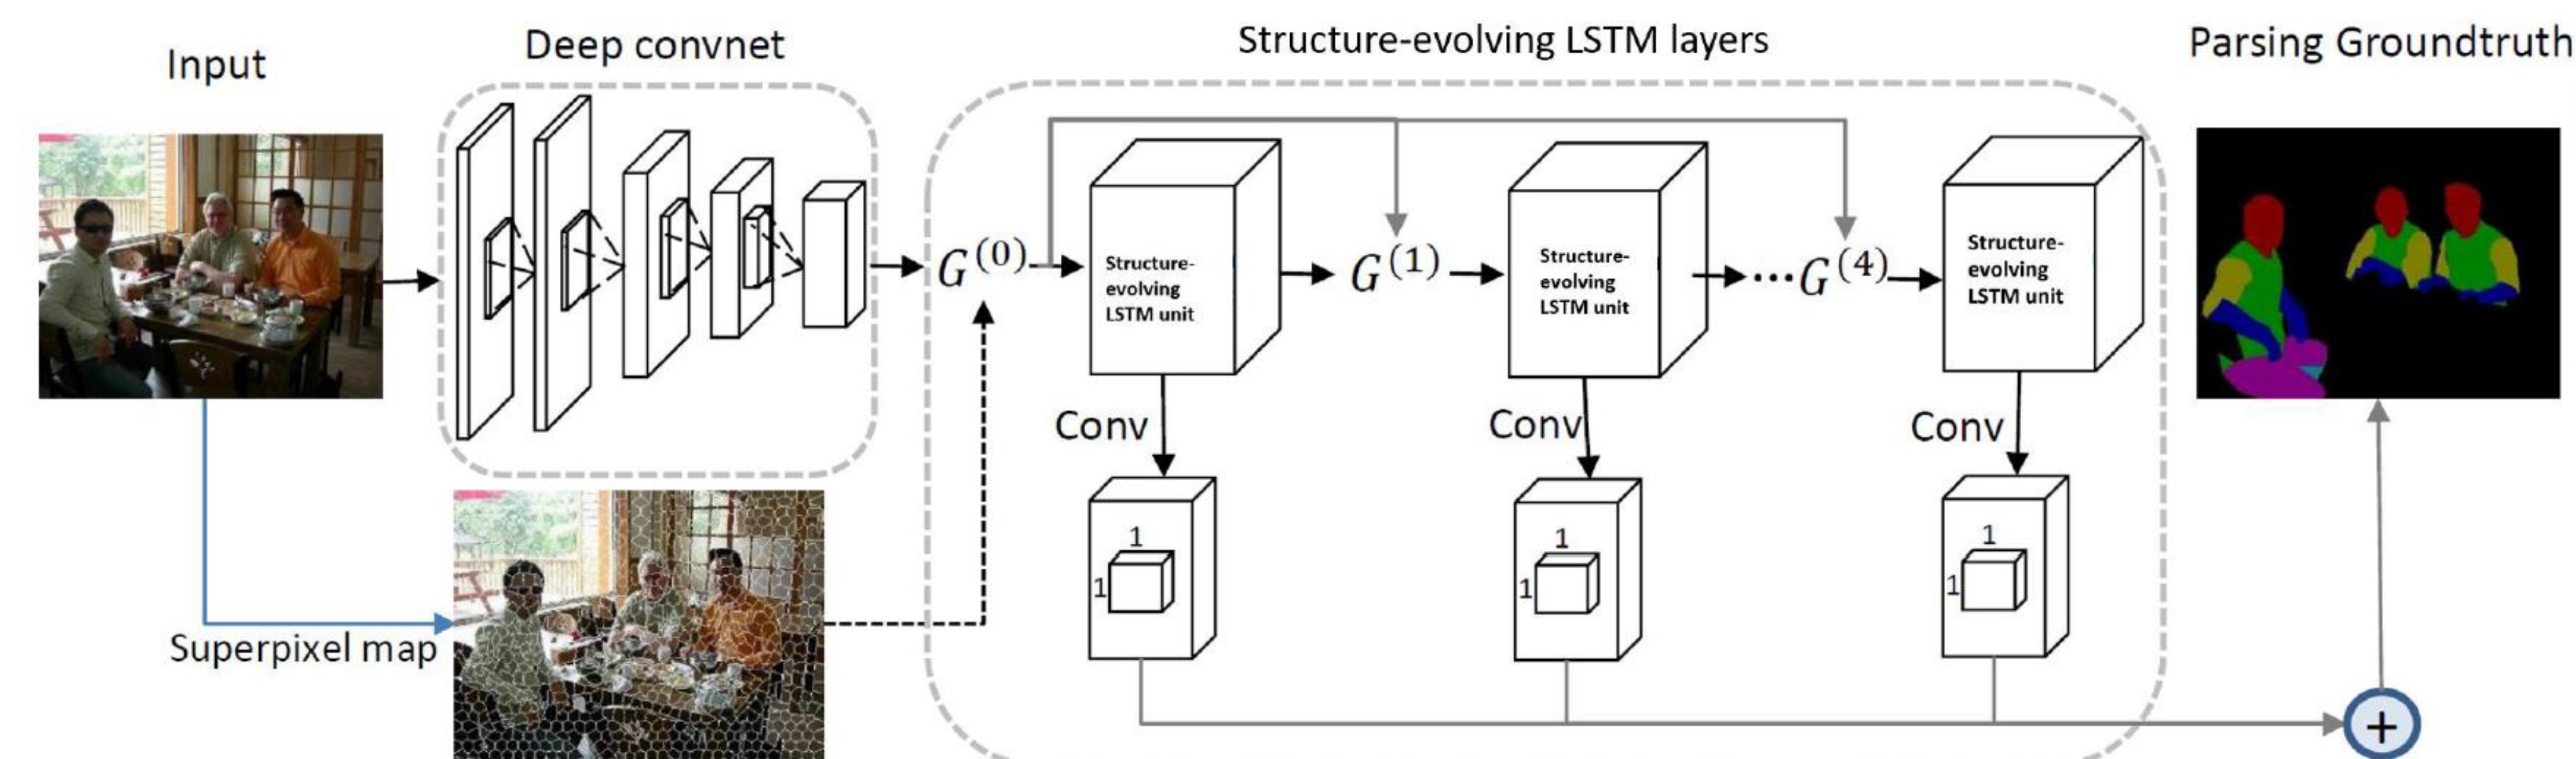 Input
Deep convnet
Structure-evolving LSTM layers
Parsing Groundtruth
G^(0)
Structure-
evolving
LSTM unit
G^(1)
Structure-
evolving
LSTM unit
···G^(4)
Structure-
evolving
LSTM unit
Conv
Conv
Conv
1
1
1
1
1
1
Superpixel map
+